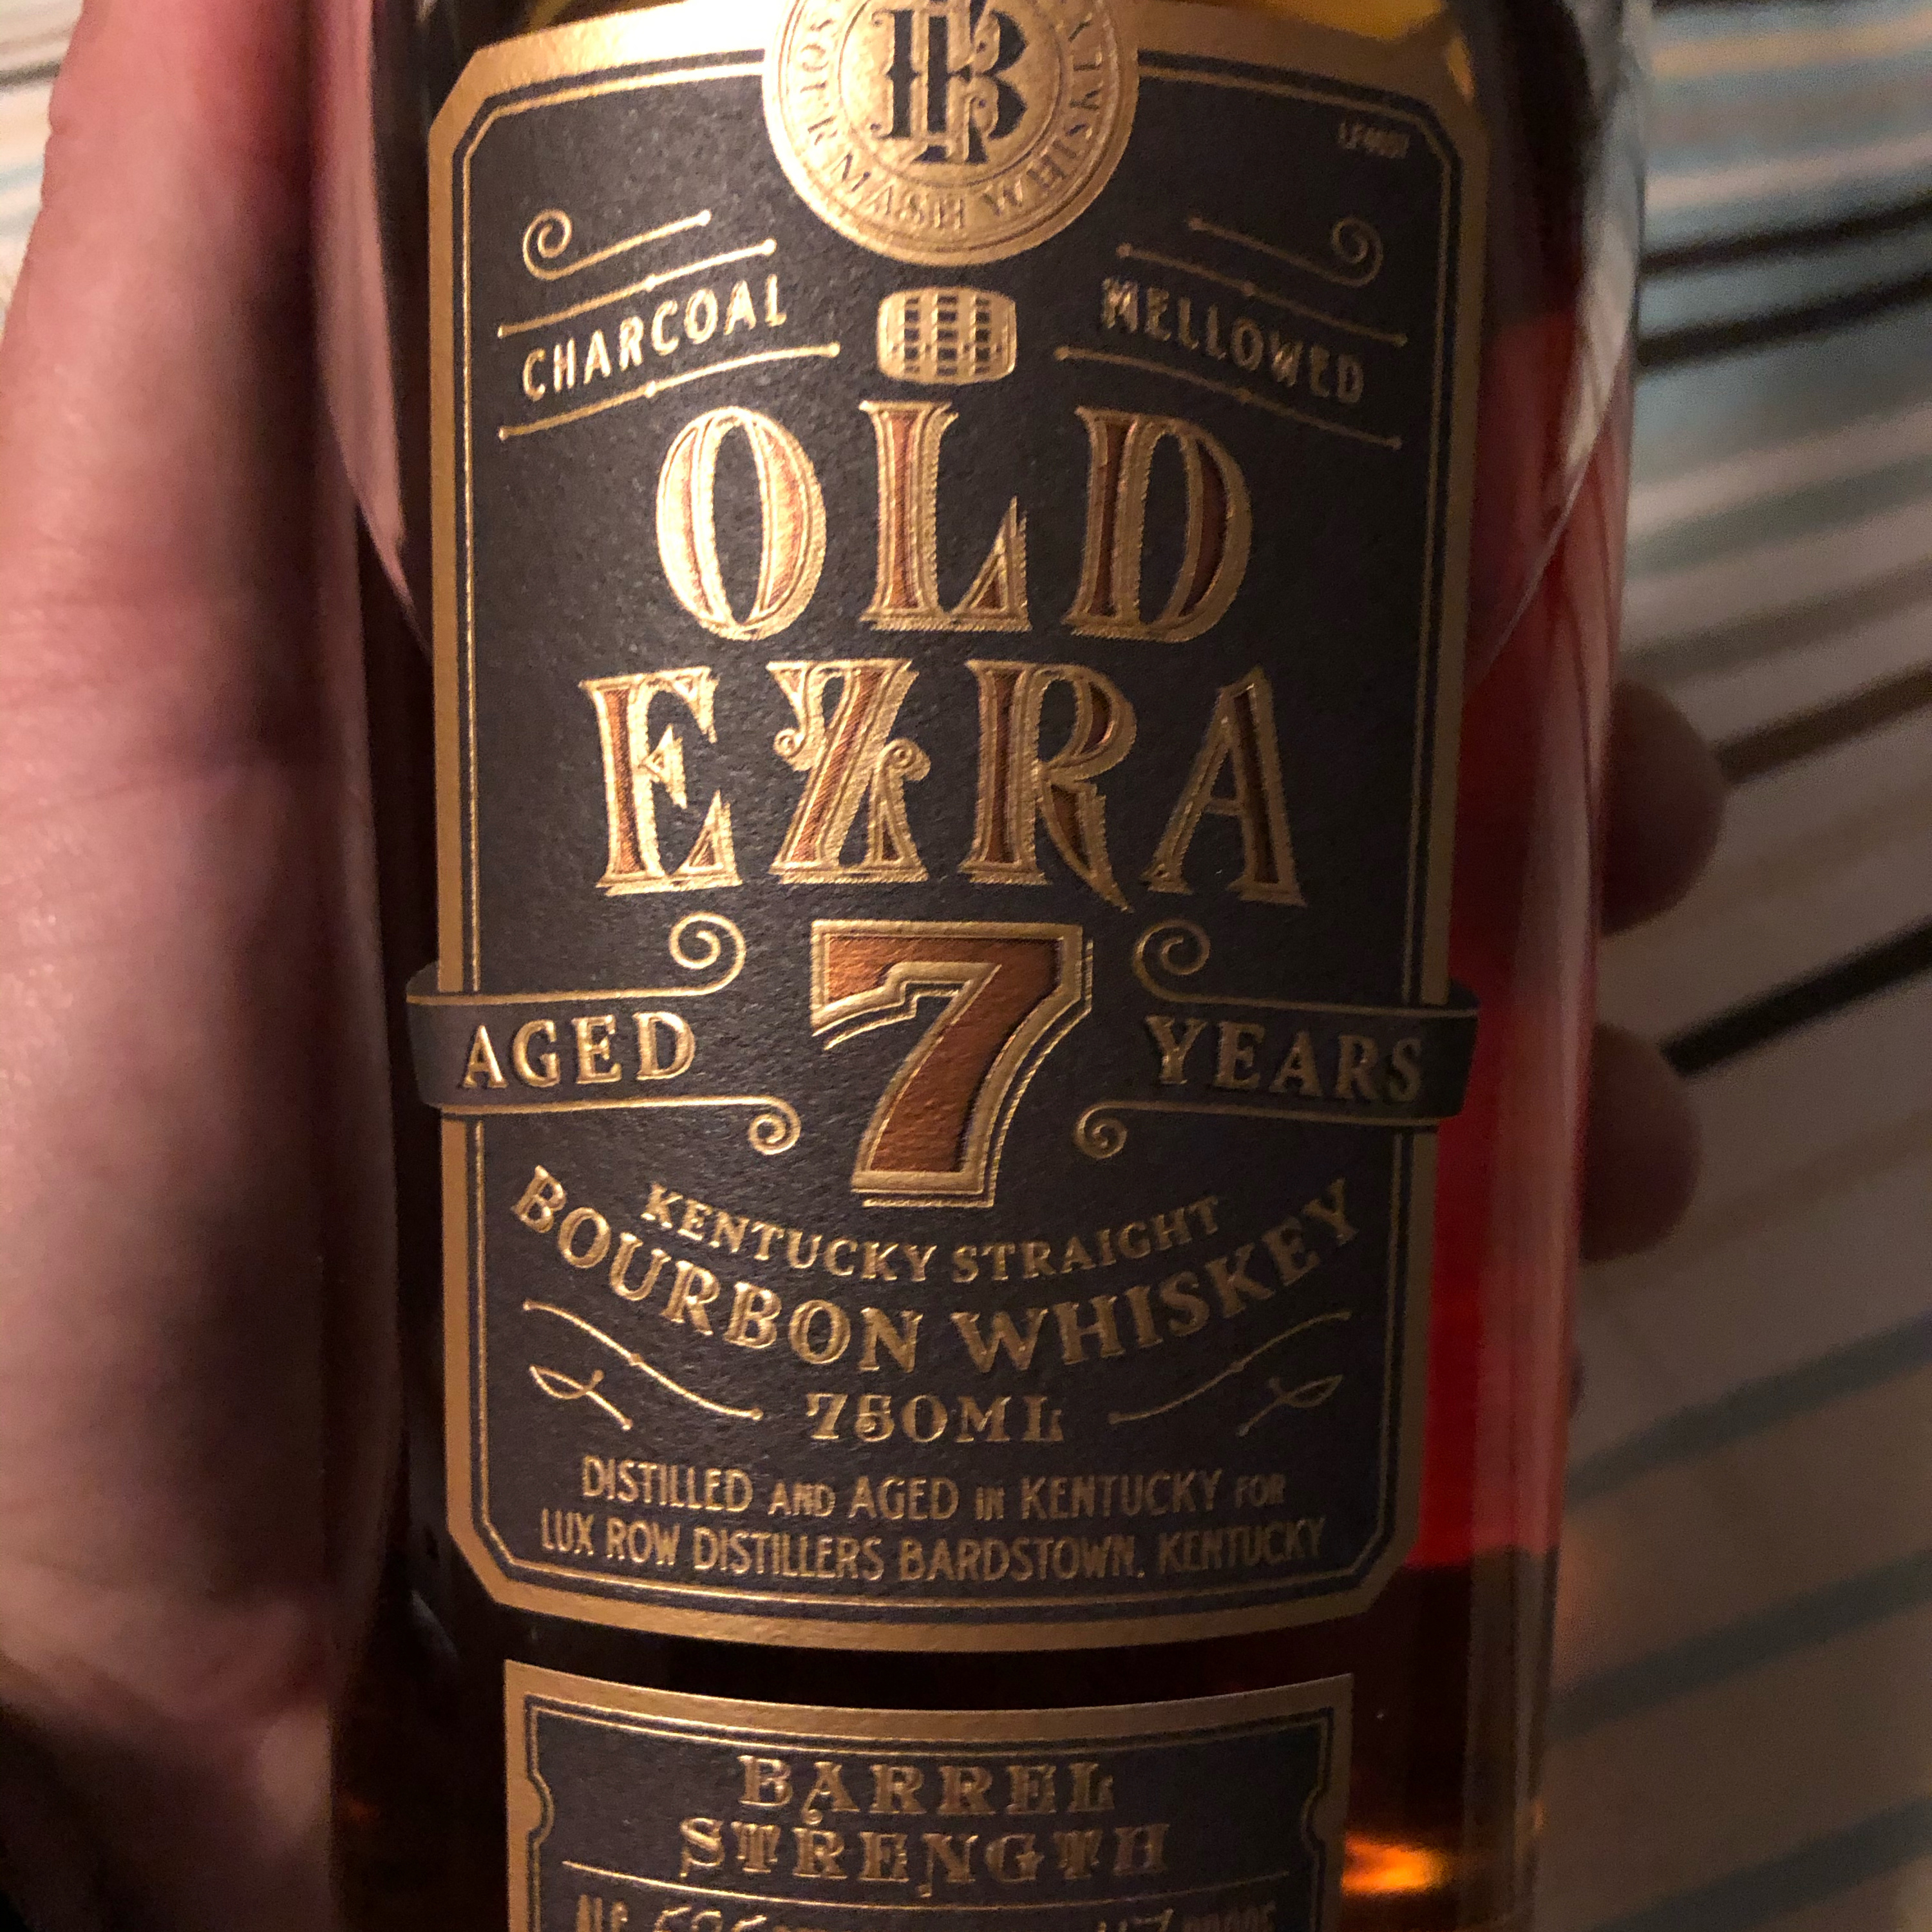 SOUR MASH WHISKEY
CHARCOAL MELLOWED
OLD
EZRA
AGED 7 YEARS
KENTUCKY STRAIGHT
BOURBON WHISKEY
750ML
DISTILLED AND AGED IN KENTUCKY FOR
LUX ROW DISTILLERS BARDSTOWN, KENTUCKY
BARREL
STRENGTH